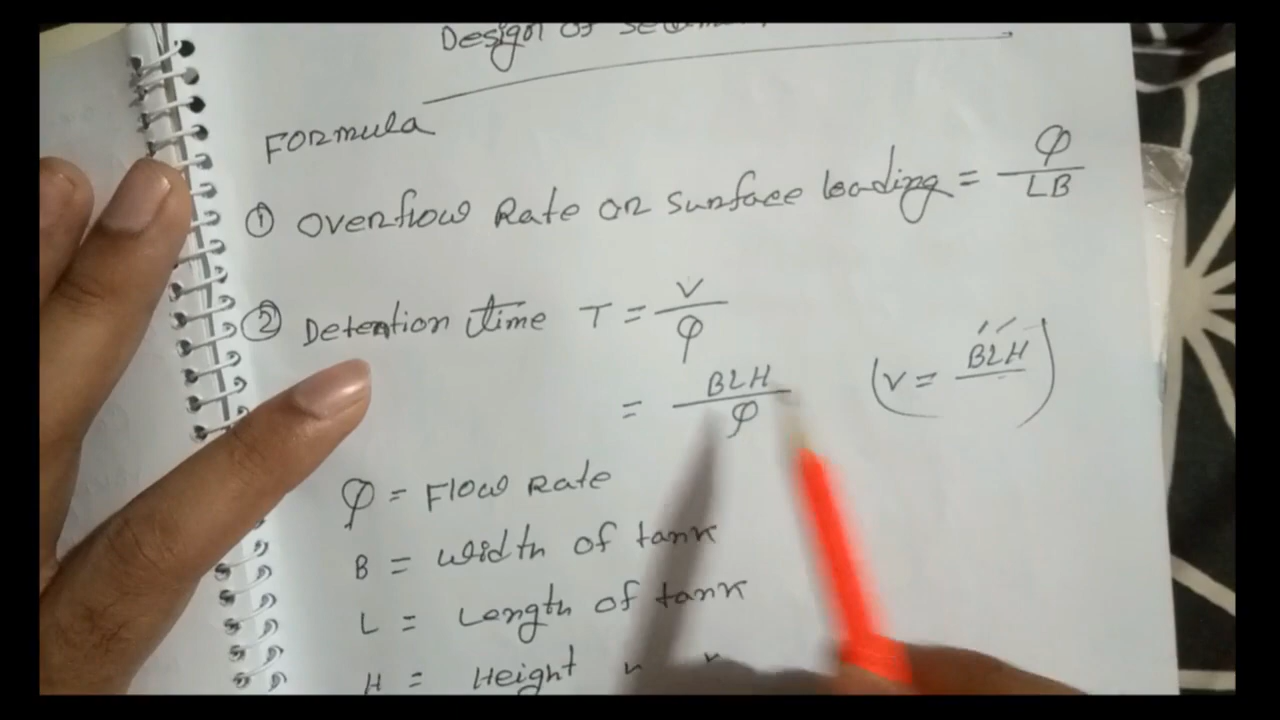 Design of
Formula
① Overflow Rate or surface loading = φ / LB
② Detention time T = V / φ
= BLH / φ (V = BLH)
φ = Flow Rate
B = width of tank
L = Length of tank
H = Height " "